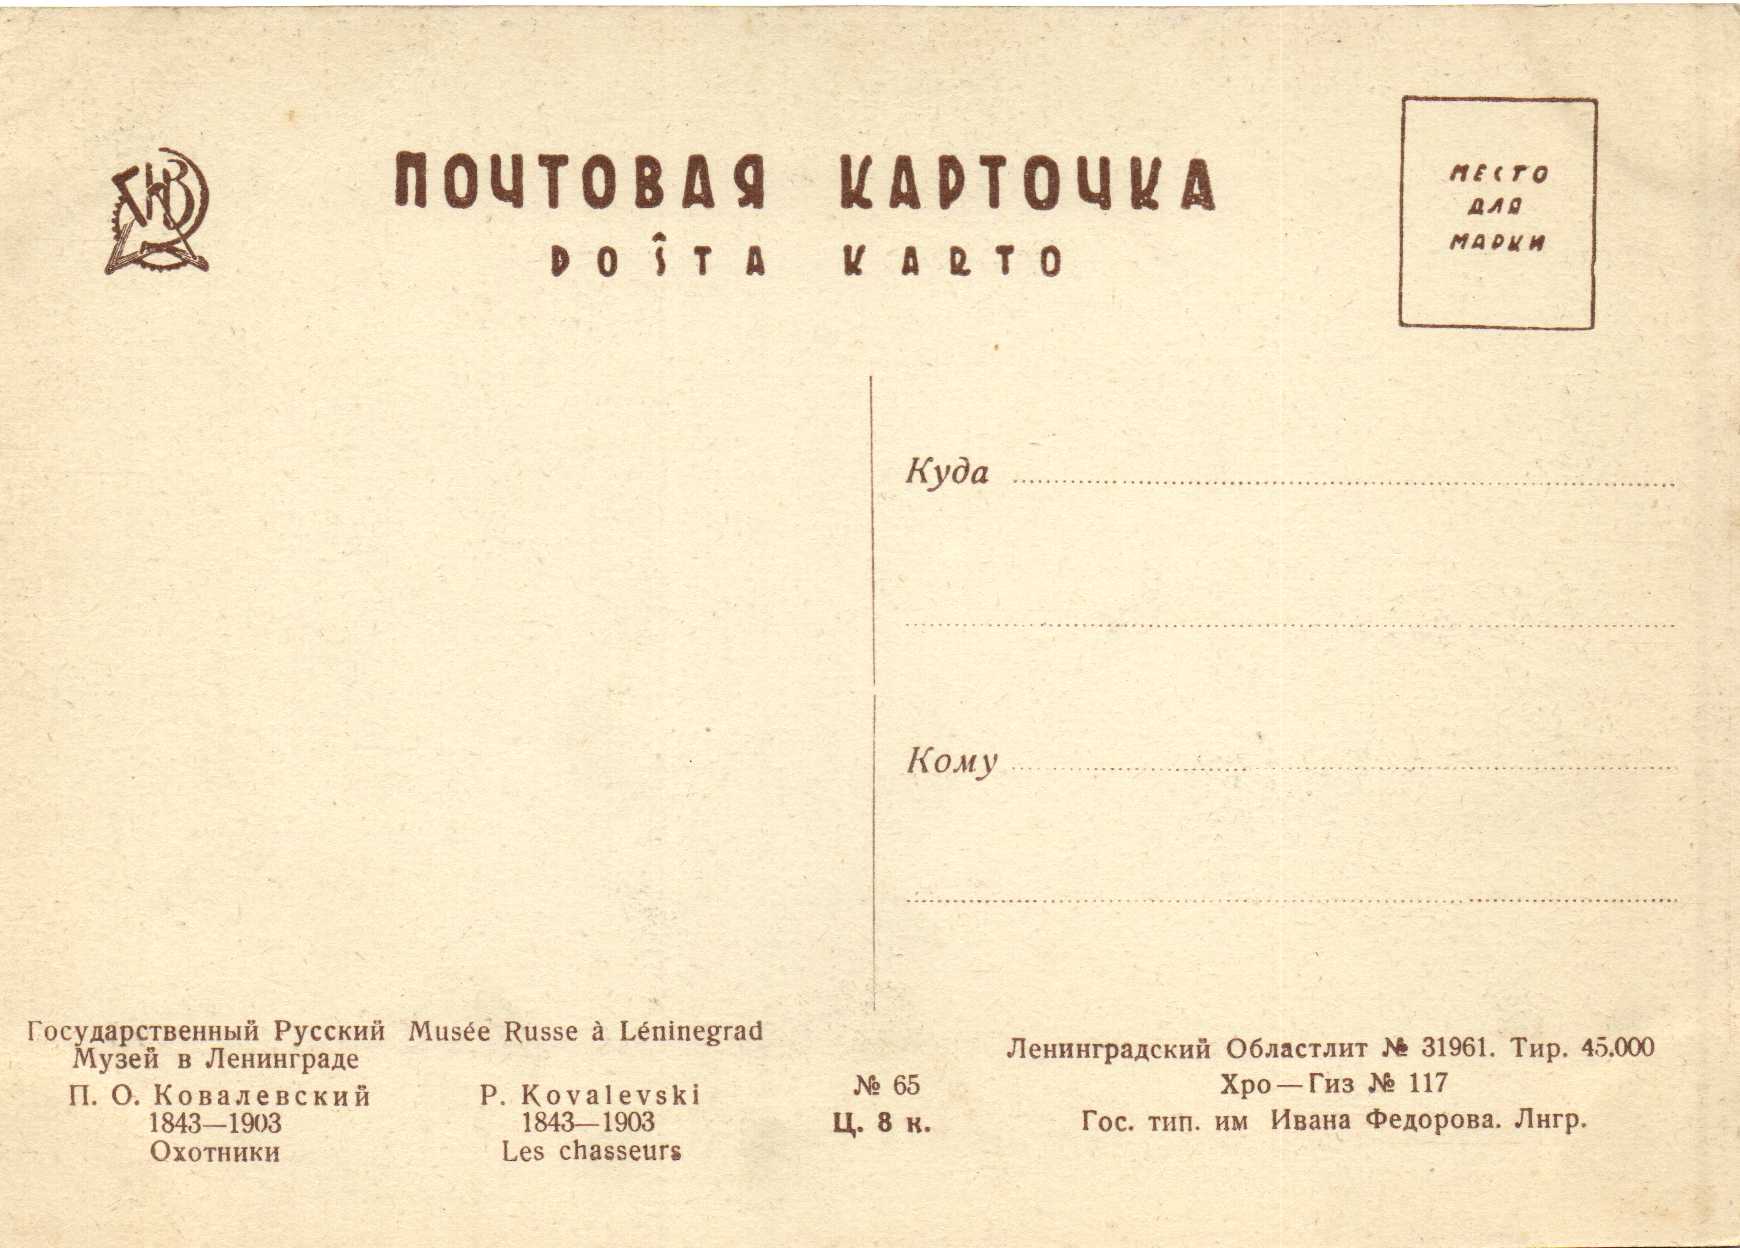 ГИЗ
ПОЧТОВАЯ КАРТОЧКА
POŜTA KARTO
МЕСТО
ДЛЯ
МАРКИ
Куда
Кому
Государственный Русский
Музей в Ленинграде
П. О. Ковалевский
1843—1903
Охотники
Musée Russe à Léninegrad
P. Kovalevski
1843—1903
Les chasseurs
№ 65
Ц. 8 к.
Ленинградский Областлит № 31961. Тир. 45.000
Хро—Гиз № 117
Гос. тип. им Ивана Федорова. Лнгр.